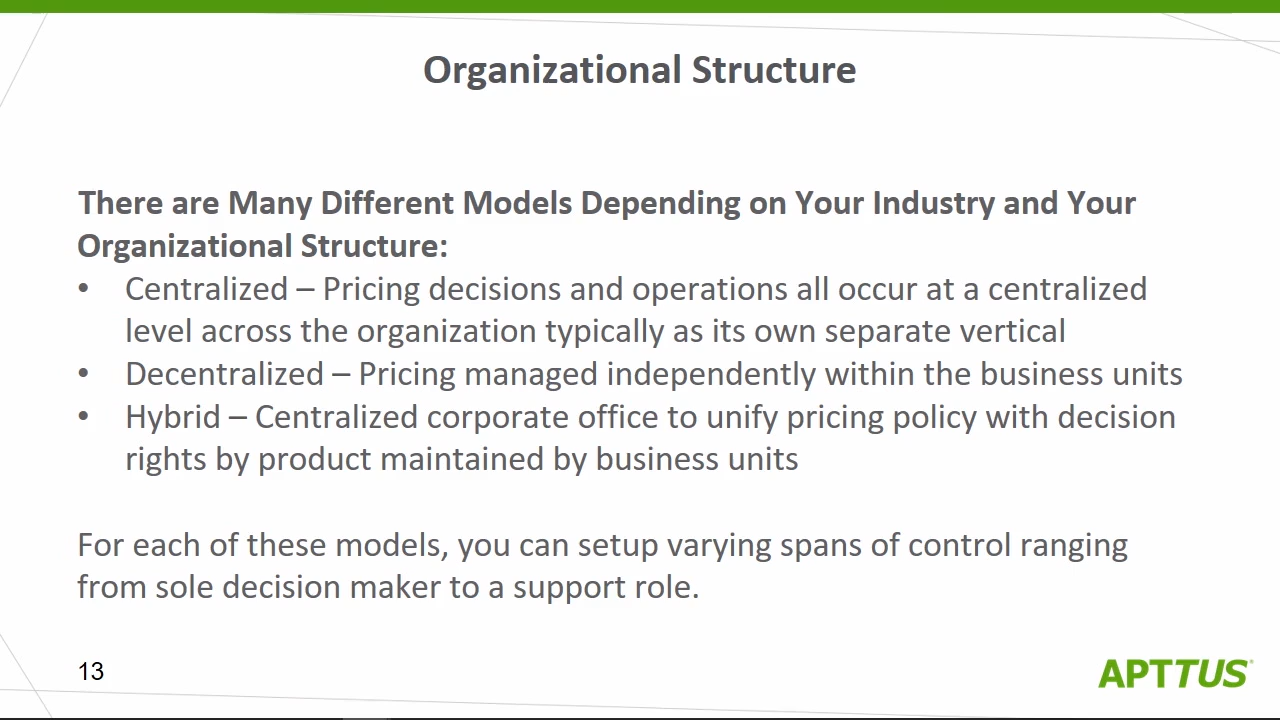 Organizational Structure
There are Many Different Models Depending on Your Industry and Your
Organizational Structure:
• Centralized – Pricing decisions and operations all occur at a centralized
level across the organization typically as its own separate vertical
• Decentralized – Pricing managed independently within the business units
• Hybrid – Centralized corporate office to unify pricing policy with decision
rights by product maintained by business units
For each of these models, you can setup varying spans of control ranging
from sole decision maker to a support role.
13
APTTUS